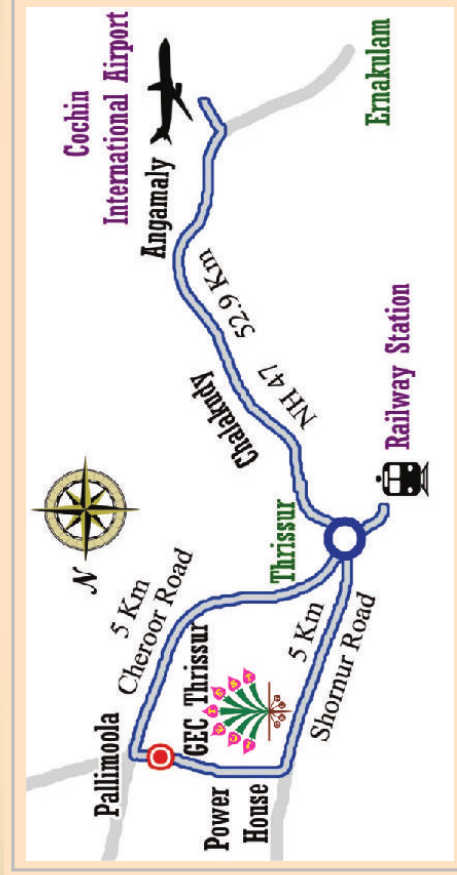 Cochin
International Airport
Angamaly
Ernakulam
52.9 Km
NH 47
Chalakudy
Railway Station
Thrissur
N
5 Km
Cheroor Road
GEC Thrissur
5 Km
Shornur Road
Pallimoola
Power
House